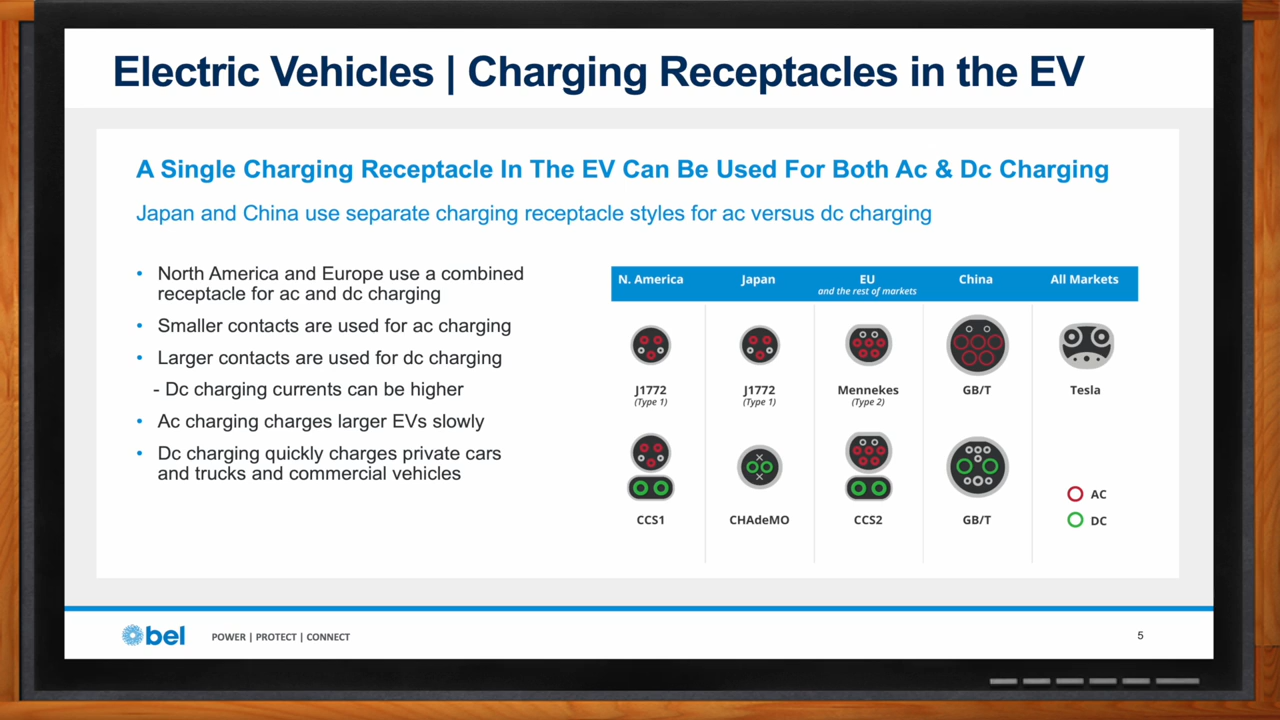 Electric Vehicles | Charging Receptacles in the EV
A Single Charging Receptacle In The EV Can Be Used For Both Ac & Dc Charging
Japan and China use separate charging receptacle styles for ac versus dc charging
• North America and Europe use a combined
receptacle for ac and dc charging
• Smaller contacts are used for ac charging
• Larger contacts are used for dc charging
- Dc charging currents can be higher
• Ac charging charges larger EVs slowly
• Dc charging quickly charges private cars
and trucks and commercial vehicles
N. America Japan EU China All Markets
and the rest of markets
J1772 J1772 Mennekes GB/T Tesla
(Type 1) (Type 1) (Type 2)
AC
DC
CCS1 CHAdeMO CCS2 GB/T
bel POWER | PROTECT | CONNECT
5